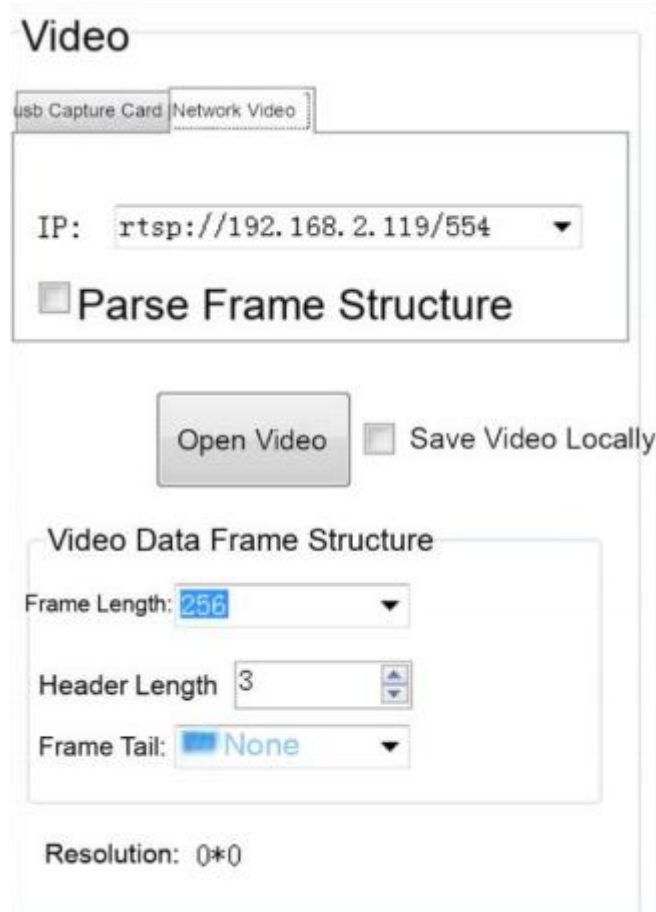 Video
usb Capture Card Network Video
IP: rtsp://192.168.2.119/554
Parse Frame Structure
Open Video Save Video Locally
Video Data Frame Structure
Frame Length: 256
Header Length 3
Frame Tail: None
Resolution: 0*0